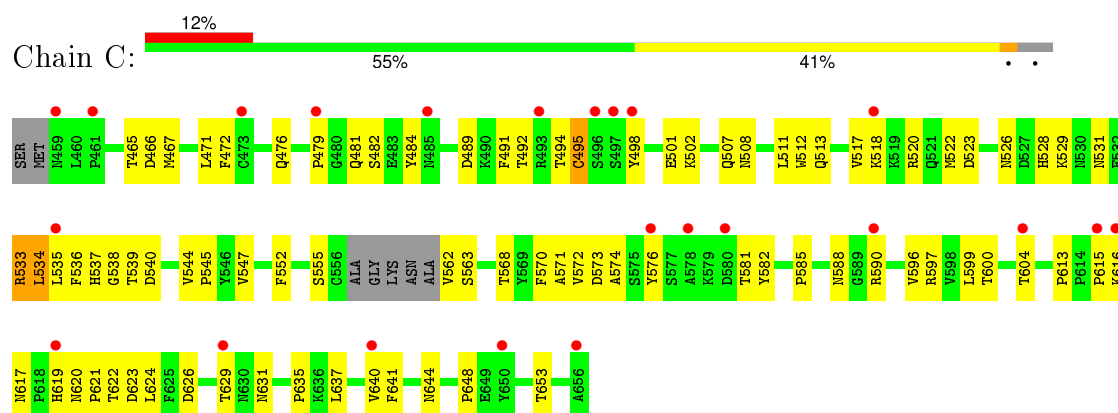 12%
Chain C:
55% 41% • •
SER MET N459 L460 P461 T465 D466 M467 L471 F472 C473 Q476 P479 G480 Q481 S482 E483 Y484 N485 D489 K490 F491 T492 R493 T494 C495 S496 S497 Y498 E501 K502 Q507 N508 L511 W512 Q513 V517 K518 K519 R520 Q521 M522 D523 N526 D527 H528 K529 N530 N531
R533 L534 L535 F536 H537 G538 T539 D540 V544 P545 Y546 V547 F552 S555 C556 ALA GLY LYS ASN ALA V562 S563 T568 Y569 F570 A571 V572 D573 A574 S575 Y576 S577 A578 K579 D580 T581 Y582 P585 N588 G589 R590 V596 R597 V598 L599 T600 T604 P613 P614 P615 K616
N617 P618 H619 N620 P621 T622 D623 L624 F625 D626 T629 N630 N631 P635 K636 L637 V640 F641 N644 P648 E649 Y650 T653 A656